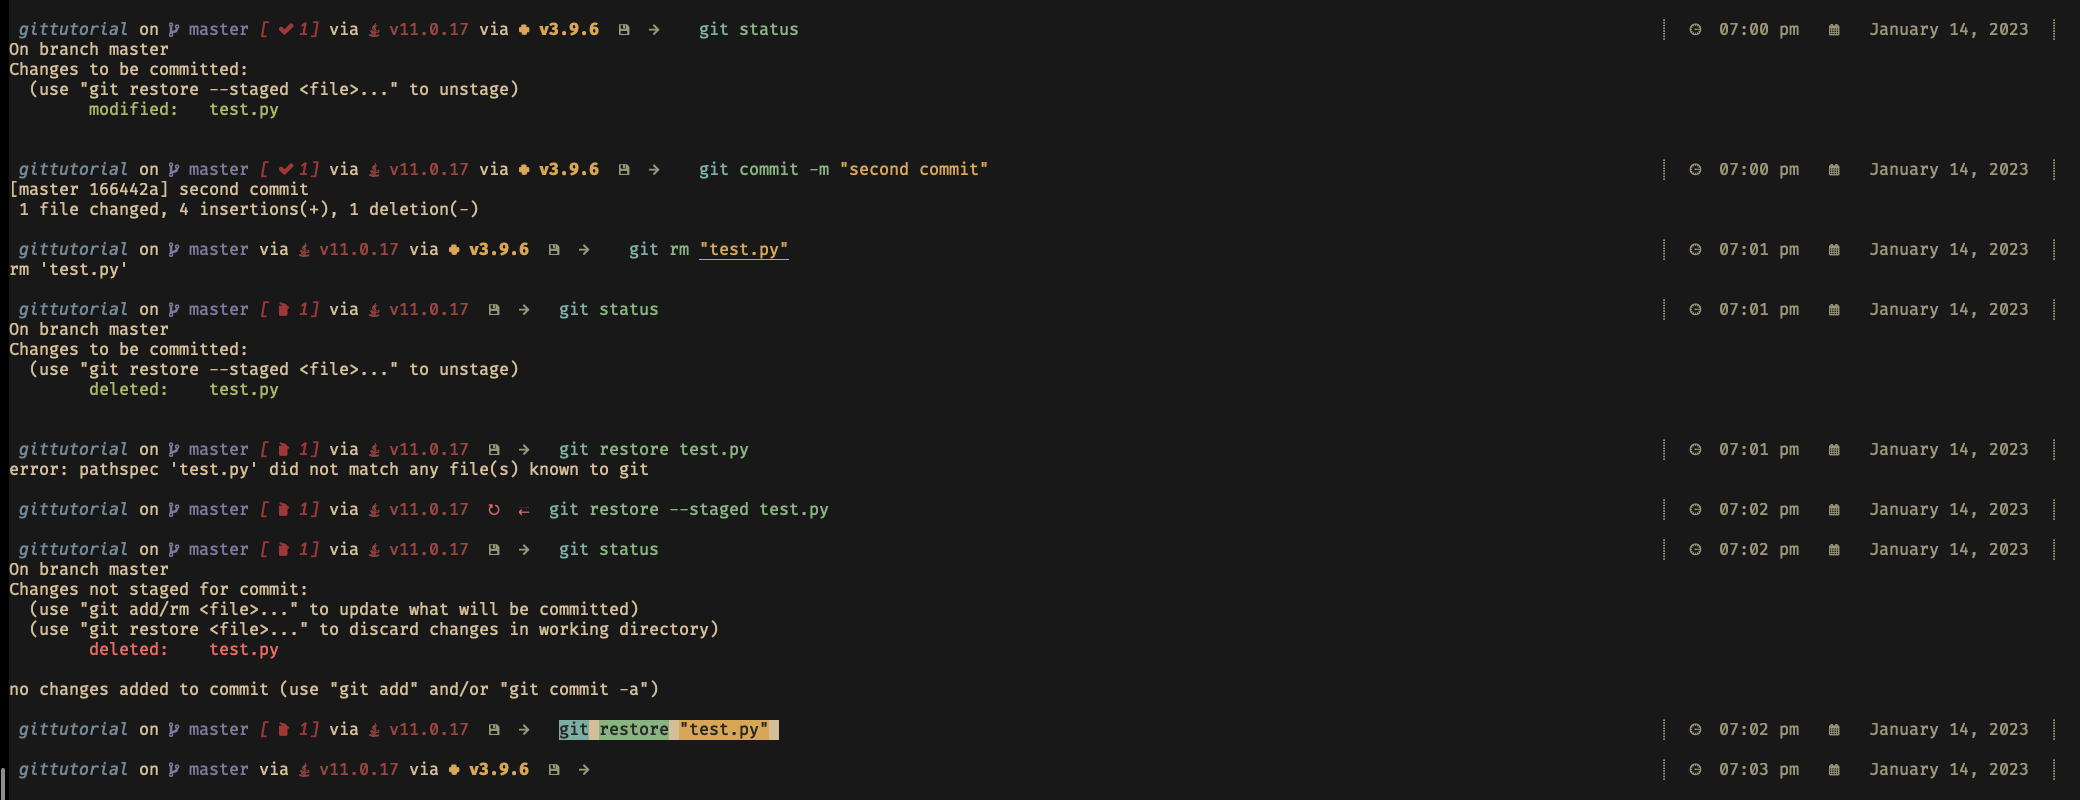 gittutorial on master [ ✔ 1] via v11.0.17 via v3.9.6 → git status 07:00 pm January 14, 2023
On branch master
Changes to be committed:
  (use "git restore --staged <file>..." to unstage)
        modified:   test.py
gittutorial on master [ ✔ 1] via v11.0.17 via v3.9.6 → git commit -m "second commit" 07:00 pm January 14, 2023
[master 166442a] second commit
 1 file changed, 4 insertions(+), 1 deletion(-)
gittutorial on master via v11.0.17 via v3.9.6 → git rm "test.py" 07:01 pm January 14, 2023
rm 'test.py'
gittutorial on master [ 1] via v11.0.17 → git status 07:01 pm January 14, 2023
On branch master
Changes to be committed:
  (use "git restore --staged <file>..." to unstage)
        deleted:    test.py
gittutorial on master [ 1] via v11.0.17 → git restore test.py 07:01 pm January 14, 2023
error: pathspec 'test.py' did not match any file(s) known to git
gittutorial on master [ 1] via v11.0.17 ↻ ← git restore --staged test.py 07:02 pm January 14, 2023
gittutorial on master [ 1] via v11.0.17 → git status 07:02 pm January 14, 2023
On branch master
Changes not staged for commit:
  (use "git add/rm <file>..." to update what will be committed)
  (use "git restore <file>..." to discard changes in working directory)
        deleted:    test.py
no changes added to commit (use "git add" and/or "git commit -a")
gittutorial on master [ 1] via v11.0.17 → git restore "test.py" 07:02 pm January 14, 2023
gittutorial on master via v11.0.17 via v3.9.6 → 07:03 pm January 14, 2023